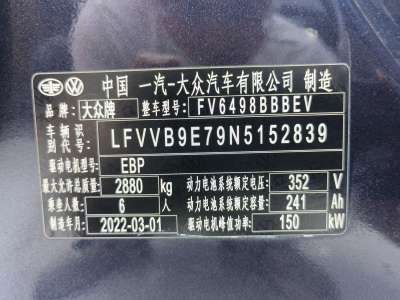 中国 一汽-大众汽车有限公司 制造
品牌: 大众牌 整车型号: FV6498BBBEV
车辆识别代号: LFVVB9E79N5152839
驱动电机型号: EBP
最大允许总质量: 2880 kg 动力电池系统额定电压: 352 V
乘坐人数: 6 人 动力电池系统额定容量: 241 Ah
制造年月: 2022-03-01 驱动电机峰值功率: 150 kW